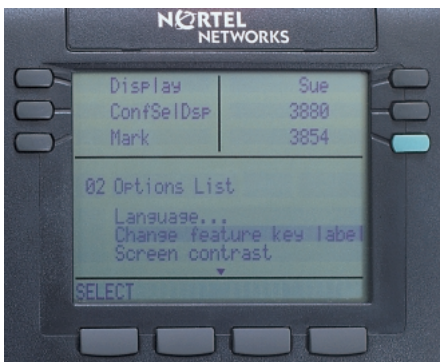 NORTEL
NETWORKS
Display Sue
ConfSelDsp 3880
Mark 3854
02 Options List
Language...
Change feature key label
Screen contrast
SELECT